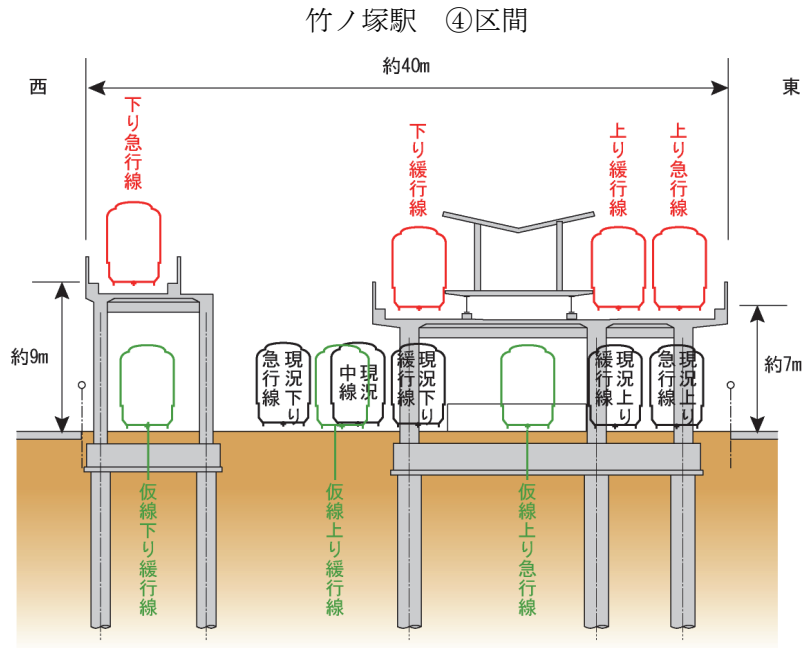 竹ノ塚駅 ④区間
約40m
西
東
下り急行線
下り緩行線
上り緩行線
上り急行線
約9m
約7m
現況下り
急行線
現況
中線
現況下り
緩行線
現況上り
緩行線
現況上り
急行線
仮線下り緩行線
仮線上り緩行線
仮線上り急行線